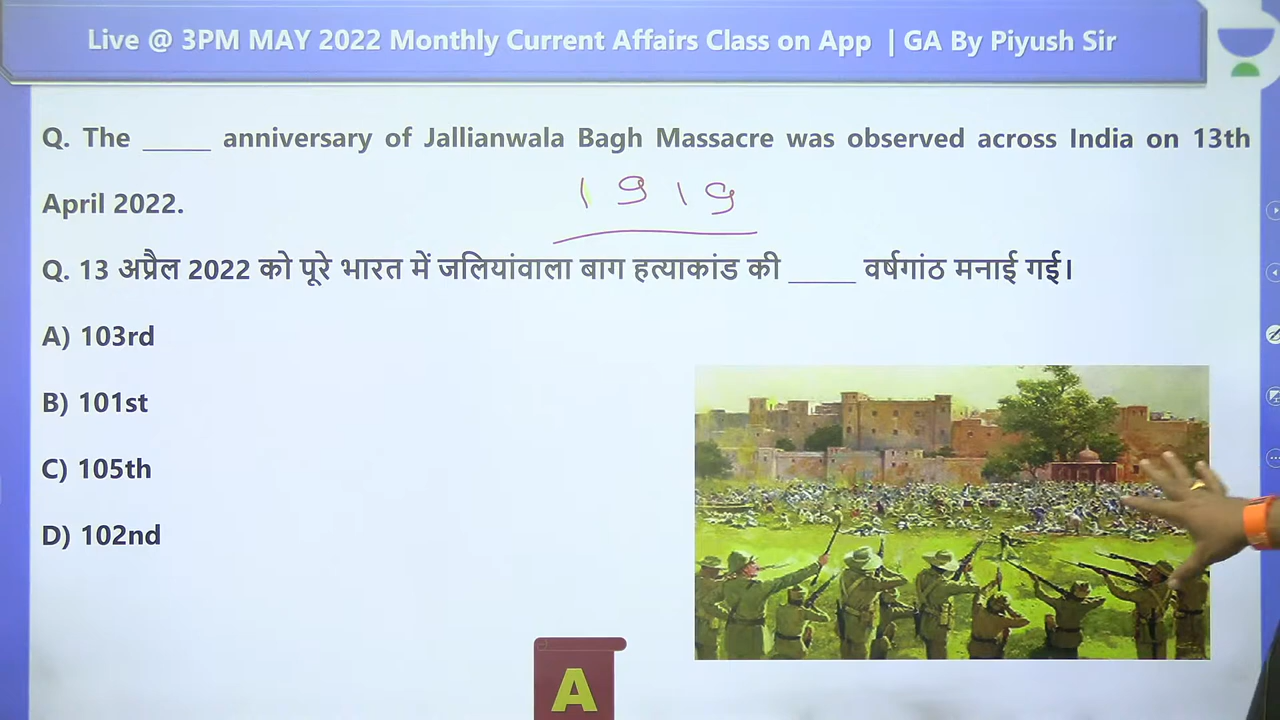 Live @ 3PM MAY 2022 Monthly Current Affairs Class on App | GA By Piyush Sir
Q. The _____ anniversary of Jallianwala Bagh Massacre was observed across India on 13th
April 2022.
1919
Q. 13 अप्रैल 2022 को पूरे भारत में जलियांवाला बाग हत्याकांड की _____ वर्षगांठ मनाई गई।
A) 103rd
B) 101st
C) 105th
D) 102nd
A